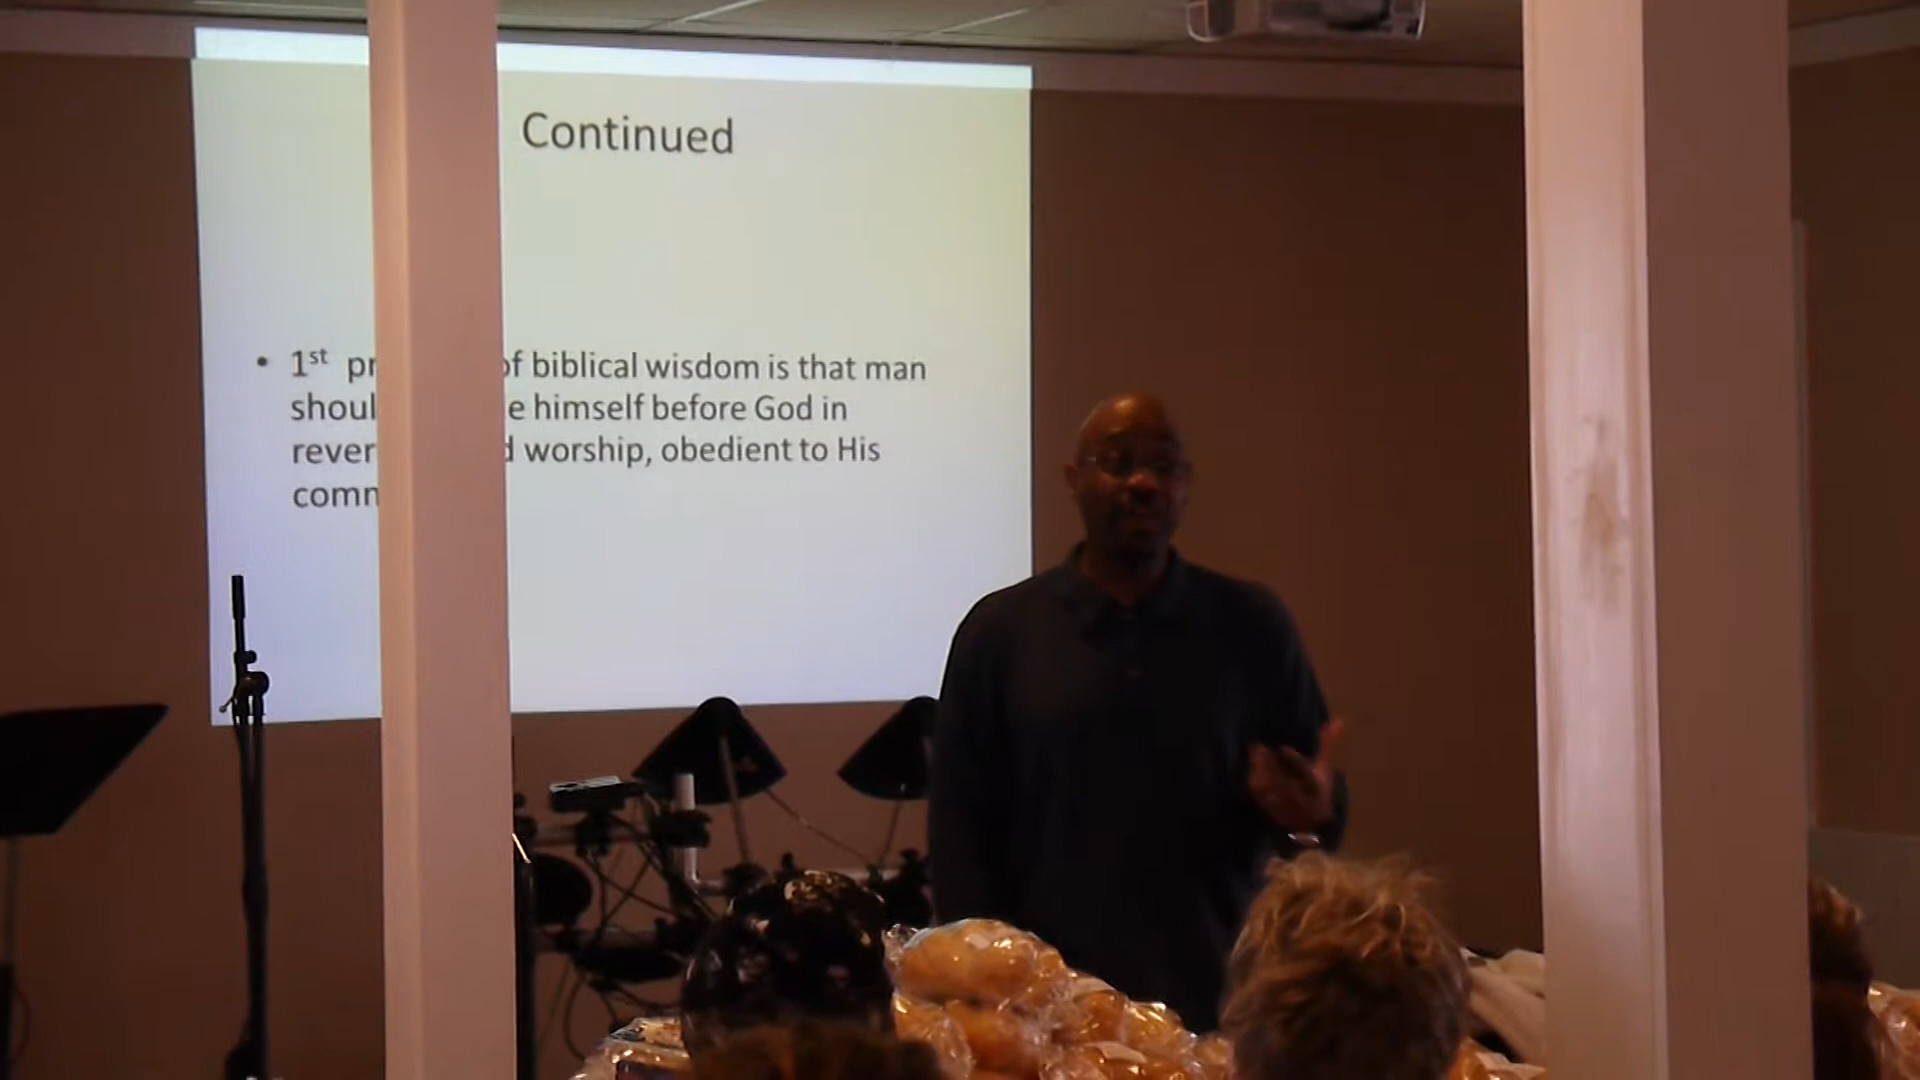 Continued
• 1st of biblical wisdom is that man
himself before God in
worship, obedient to His